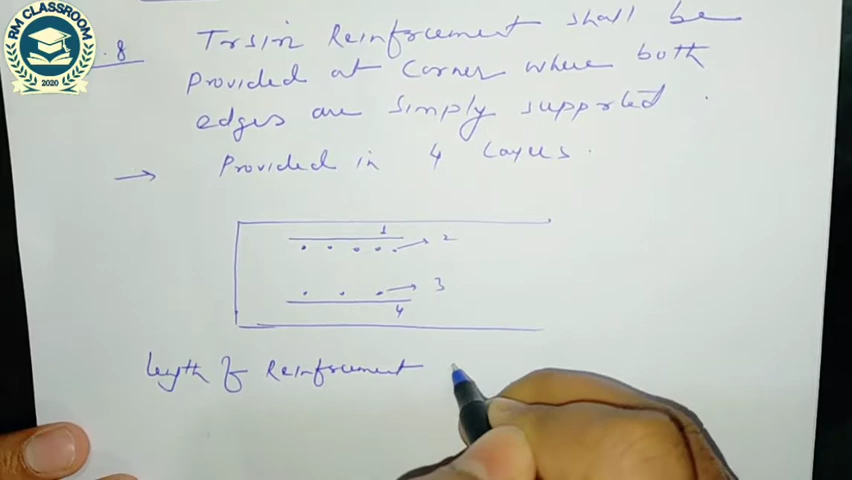 RM CLASSROOM
2020
.8
Torsion Reinforcement shall be
Provided at Corner where both
edges are simply supported.
→ Provided in 4 Layers.
1
2
3
4
length of Reinforcement